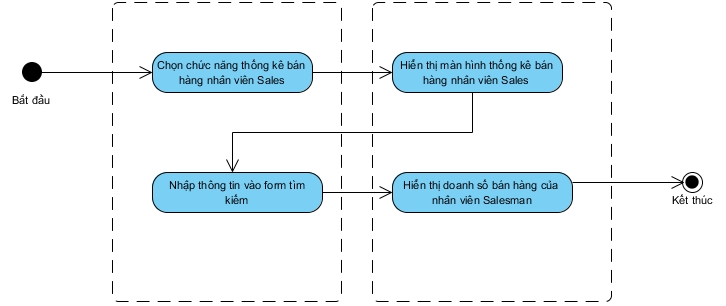 Bắt đầu
Chọn chức năng thống kê bán
hàng nhân viên Sales
Hiển thị màn hình thống kê bán
hàng nhân viên Sales
Nhập thông tin vào form tìm
kiếm
Hiển thị doanh số bán hàng của
nhân viên Salesman
Kết thúc